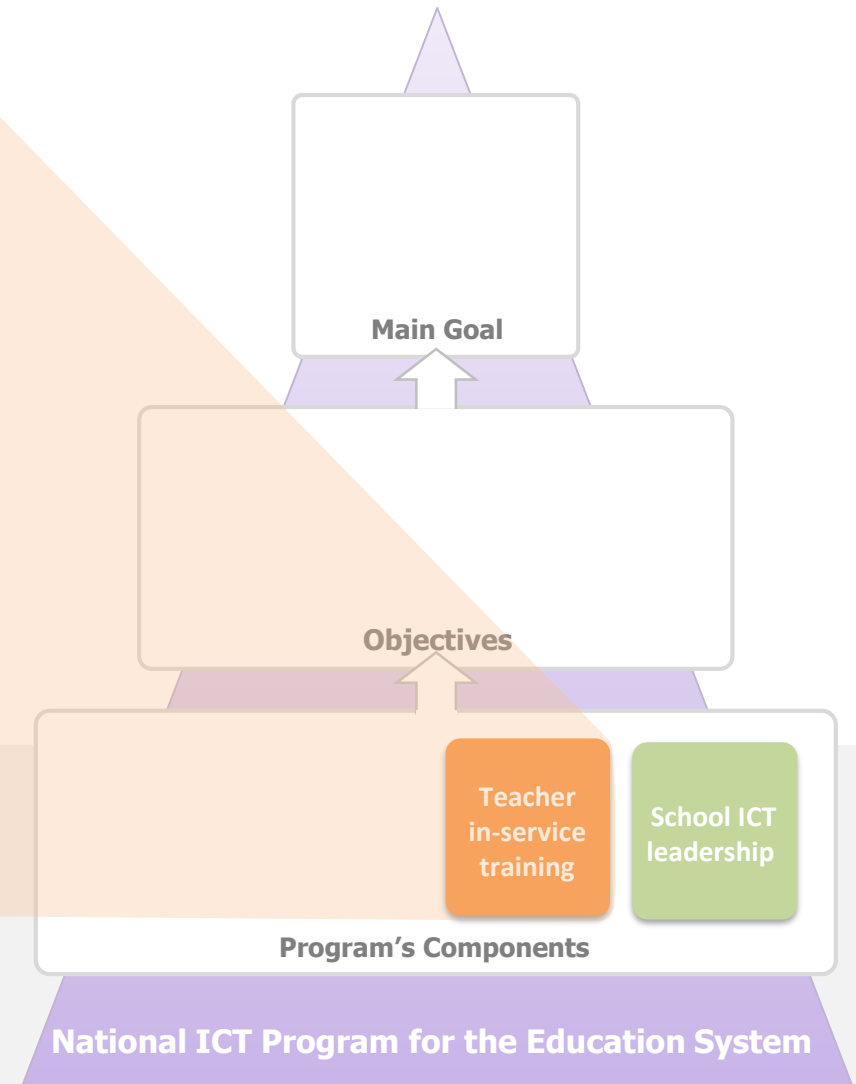 Main Goal
Objectives
Teacher
in-service
training
School ICT
leadership
Program’s Components
National ICT Program for the Education System